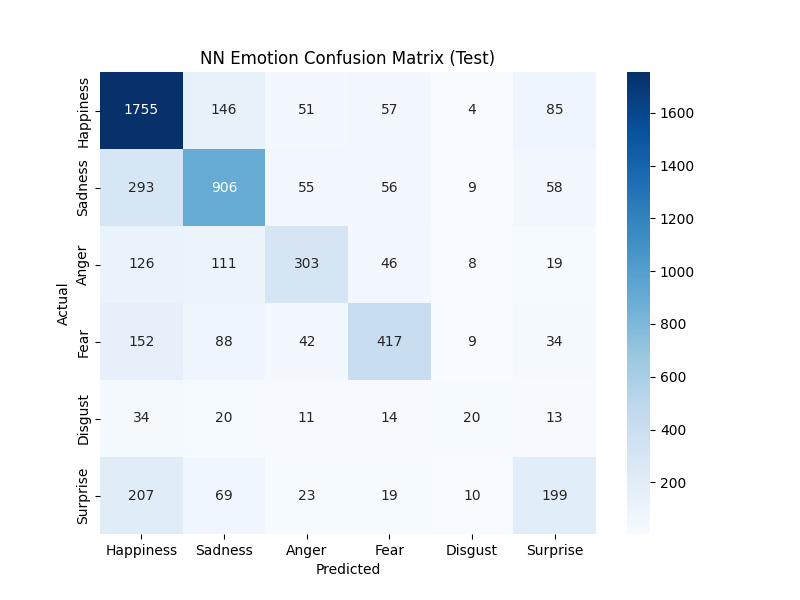 NN Emotion Confusion Matrix (Test)
Actual
Happiness 1755 146 51 57 4 85
Sadness 293 906 55 56 9 58
Anger 126 111 303 46 8 19
Fear 152 88 42 417 9 34
Disgust 34 20 11 14 20 13
Surprise 207 69 23 19 10 199
Happiness Sadness Anger Fear Disgust Surprise
Predicted
1600
1400
1200
1000
800
600
400
200